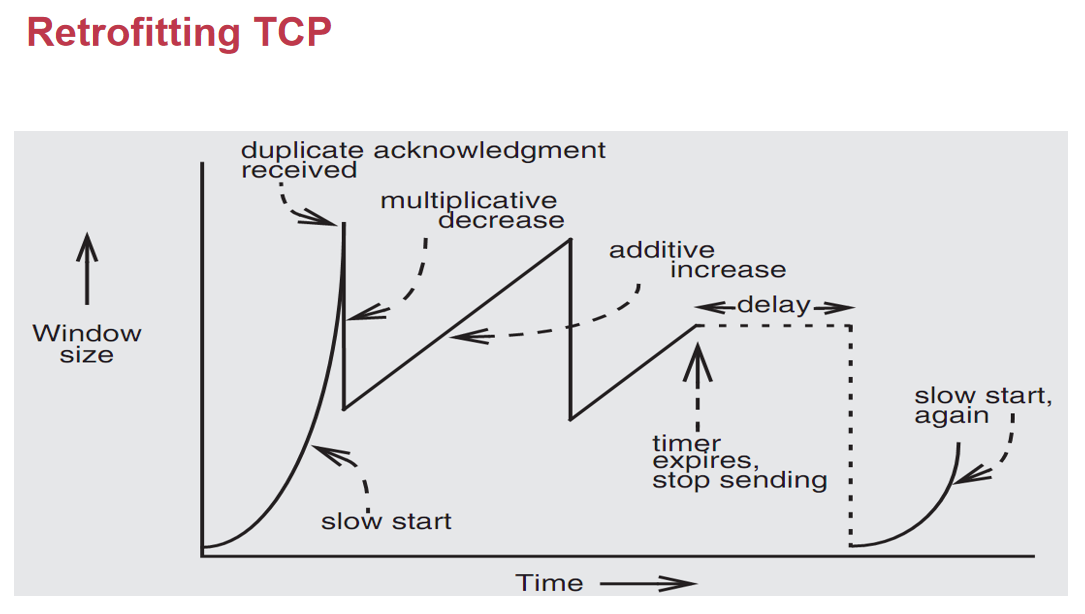 Retrofitting TCP
duplicate acknowledgment
received
multiplicative
decrease
additive
increase
delay
Window
size
slow start,
again
timer
expires,
stop sending
slow start
Time